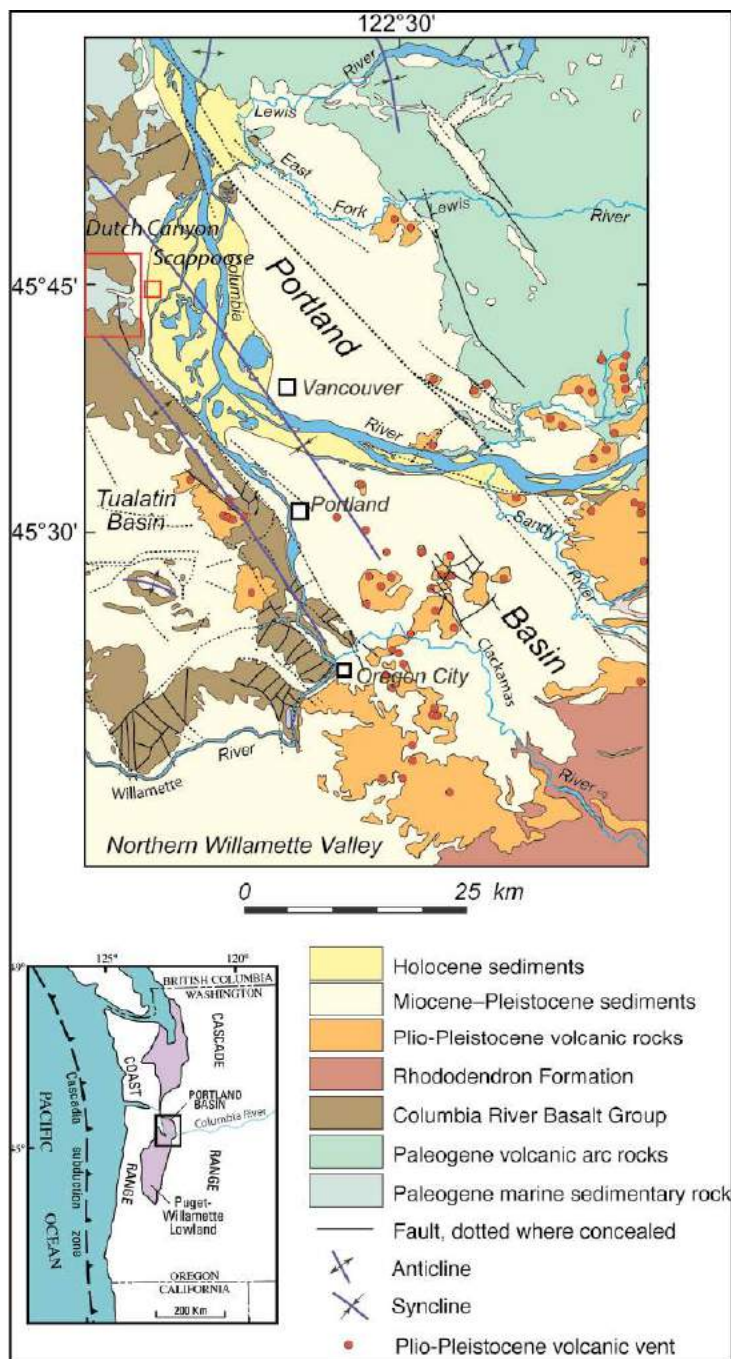 122°30'
River
Lewis
East
Fork
Lewis
River
Dutch Canyon
Scappoose
Columbia
45°45'
Portland
Vancouver
River
Tualatin
Basin
Portland
45°30'
Sandy
River
Basin
Clackamas
Oregon City
River
Willamette
River
Northern Willamette Valley
0 25 km
125° 120°
49°
BRITISH COLUMBIA
WASHINGTON
CASCADE
COAST
PORTLAND
BASIN
Columbia River
PACIFIC
Cascadia subduction zone
45°
RANGE
RANGE
Puget-
Willamette
Lowland
OCEAN
OREGON
CALIFORNIA
200 Km
Holocene sediments
Miocene–Pleistocene sediments
Plio-Pleistocene volcanic rocks
Rhododendron Formation
Columbia River Basalt Group
Paleogene volcanic arc rocks
Paleogene marine sedimentary rock
Fault, dotted where concealed
Anticline
Syncline
Plio-Pleistocene volcanic vent